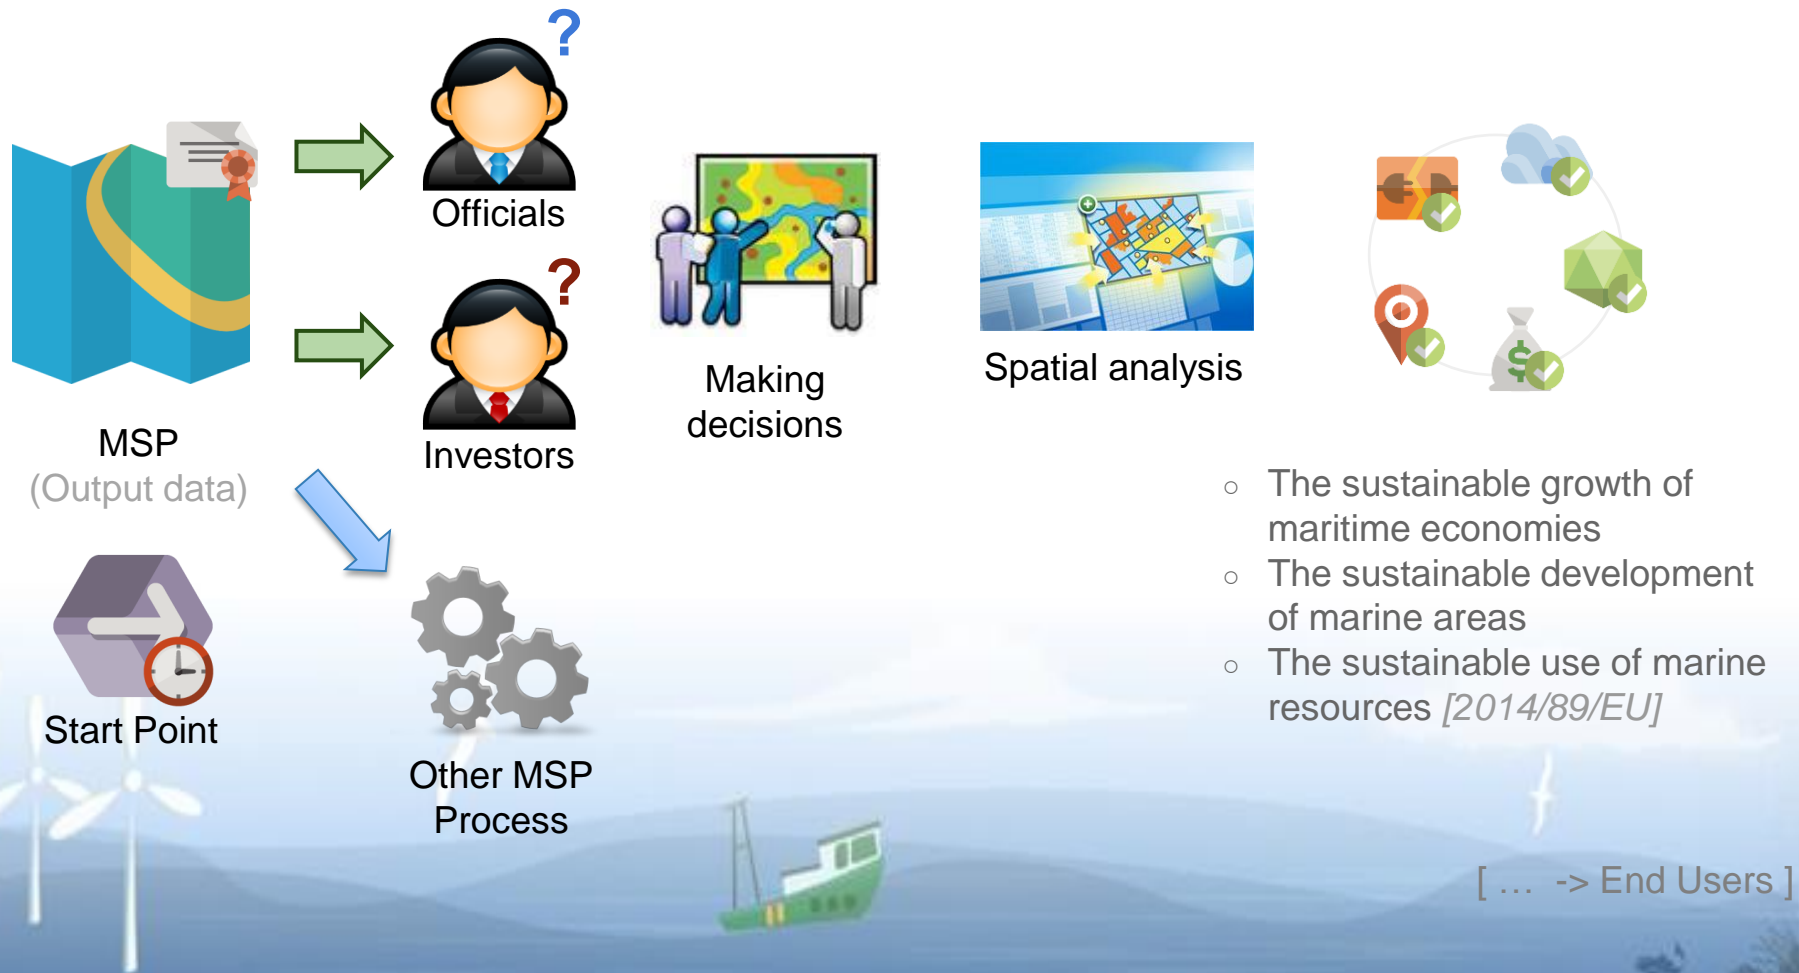 ?
Officials
?
Investors
MSP
(Output data)
Start Point
Other MSP
Process
Making
decisions
Spatial analysis
$
○ The sustainable growth of
maritime economies
○ The sustainable development
of marine areas
○ The sustainable use of marine
resources [2014/89/EU]
[ … -> End Users ]